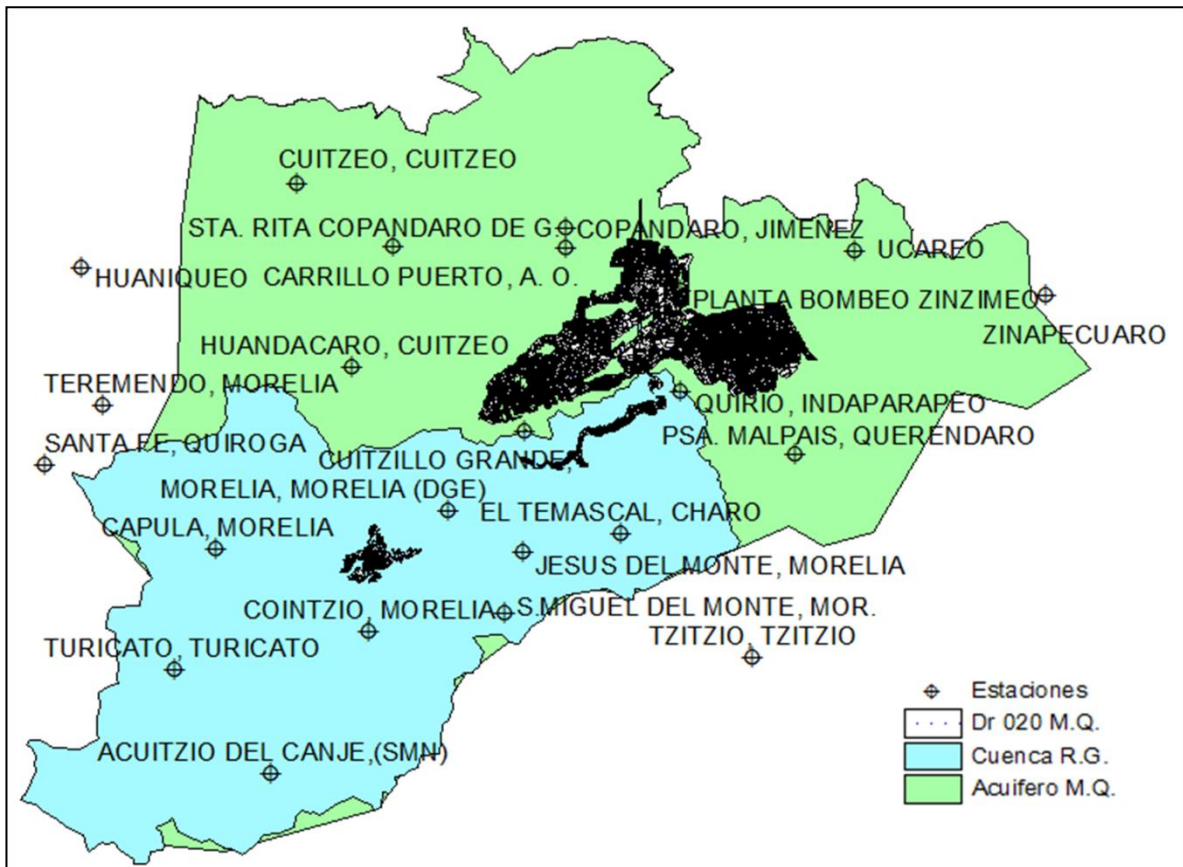 CUITZEO, CUITZEO
STA. RITA COPANDARO DE G.
COPANDARO, JIMENEZ
UCAREO
HUANIQUEO
CARRILLO PUERTO, A. O.
PLANTA BOMBEO ZINZIMEO
ZINAPECUARO
HUANDACARO, CUITZEO
TEREMENDO, MORELIA
QUIRIO, INDAPARAPEO
SANTA FE, QUIROGA
CUITZILLO GRANDE,
PSA. MALPAIS, QUERENDARO
MORELIA, MORELIA (DGE)
EL TEMASCAL, CHARO
CAPULA, MORELIA
JESUS DEL MONTE, MORELIA
COINTZIO, MORELIA
S.MIGUEL DEL MONTE, MOR.
TURICATO, TURICATO
TZITZIO, TZITZIO
ACUITZIO DEL CANJE,(SMN)
Estaciones
Dr 020 M.Q.
Cuenca R.G.
Acuifero M.Q.